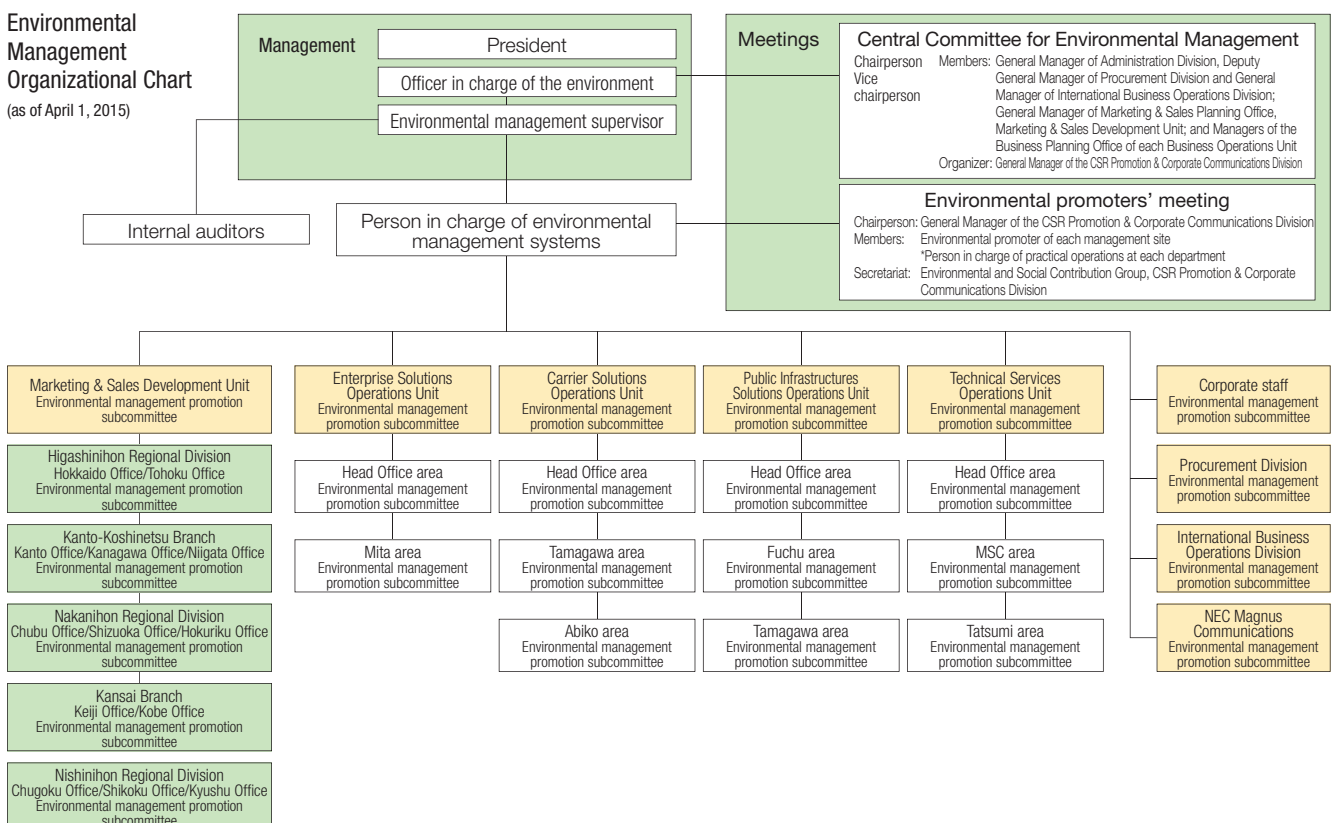 Environmental
Management
Organizational Chart
(as of April 1, 2015)
Management
President
Officer in charge of the environment
Environmental management supervisor
Internal auditors
Person in charge of environmental
management systems
Meetings
Central Committee for Environmental Management
Chairperson
Vice
chairperson
Members: General Manager of Administration Division, Deputy
General Manager of Procurement Division and General
Manager of International Business Operations Division;
General Manager of Marketing & Sales Planning Office,
Marketing & Sales Development Unit; and Managers of the
Business Planning Office of each Business Operations Unit
Organizer: General Manager of the CSR Promotion & Corporate Communications Division
Environmental promoters’ meeting
Chairperson: General Manager of the CSR Promotion & Corporate Communications Division
Members: Environmental promoter of each management site
*Person in charge of practical operations at each department
Secretariat: Environmental and Social Contribution Group, CSR Promotion & Corporate
Communications Division
Marketing & Sales Development Unit
Environmental management promotion
subcommittee
Higashinihon Regional Division
Hokkaido Office/Tohoku Office
Environmental management promotion
subcommittee
Kanto-Koshinetsu Branch
Kanto Office/Kanagawa Office/Niigata Office
Environmental management promotion
subcommittee
Nakanihon Regional Division
Chubu Office/Shizuoka Office/Hokuriku Office
Environmental management promotion
subcommittee
Kansai Branch
Keiji Office/Kobe Office
Environmental management promotion
subcommittee
Nishinihon Regional Division
Chugoku Office/Shikoku Office/Kyushu Office
Environmental management promotion
subcommittee
Enterprise Solutions
Operations Unit
Environmental management
promotion subcommittee
Head Office area
Environmental management
promotion subcommittee
Mita area
Environmental management
promotion subcommittee
Carrier Solutions
Operations Unit
Environmental management
promotion subcommittee
Head Office area
Environmental management
promotion subcommittee
Tamagawa area
Environmental management
promotion subcommittee
Abiko area
Environmental management
promotion subcommittee
Public Infrastructures
Solutions Operations Unit
Environmental management
promotion subcommittee
Head Office area
Environmental management
promotion subcommittee
Fuchu area
Environmental management
promotion subcommittee
Tamagawa area
Environmental management
promotion subcommittee
Technical Services
Operations Unit
Environmental management
promotion subcommittee
Head Office area
Environmental management
promotion subcommittee
MSC area
Environmental management
promotion subcommittee
Tatsumi area
Environmental management
promotion subcommittee
Corporate staff
Environmental management
promotion subcommittee
Procurement Division
Environmental management
promotion subcommittee
International Business
Operations Division
Environmental management
promotion subcommittee
NEC Magnus
Communications
Environmental management
promotion subcommittee